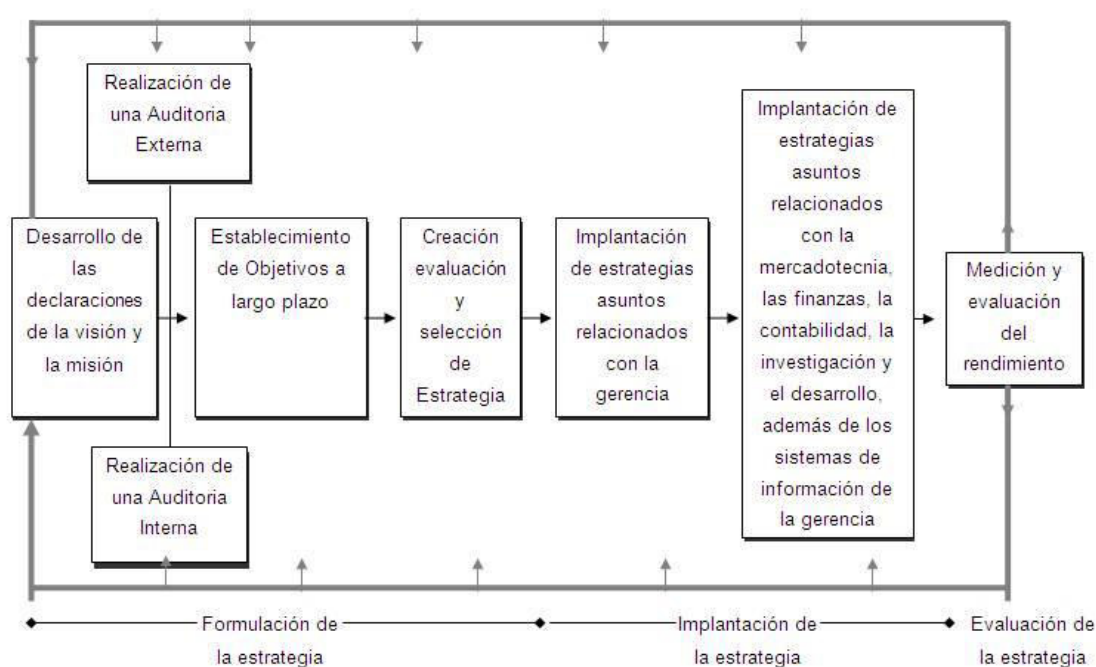 Realización de
una Auditoria
Externa
Desarrollo de
las
declaraciones
de la visión y
la misión
Realización de
una Auditoria
Interna
Establecimiento
de Objetivos a
largo plazo
Creación
evaluación
y
selección
de
Estrategia
Implantación
de estrategias
asuntos
relacionados
con la
gerencia
Implantación de
estrategias
asuntos
relacionados
con la
mercadotecnia,
las finanzas, la
contabilidad, la
investigación y
el desarrollo,
además de los
sistemas de
información de
la gerencia
Medición y
evaluación
del
rendimiento
Formulación de
la estrategia
Implantación de
la estrategia
Evaluación de
la estrategia